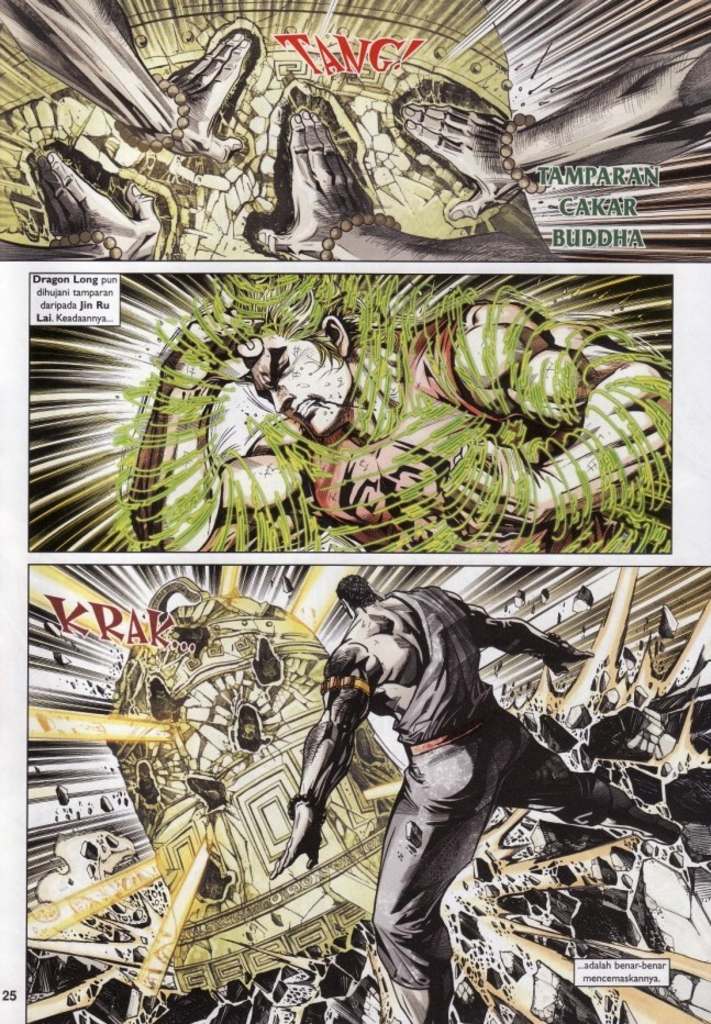 TANG!
TAMPARAN
CAKAR
BUDDHA
Dragon Long pun
dihujani tamparan
daripada Jin Ru
Lai. Keadaannya...
KRAK...
...adalah benar-benar
mencemaskannya.
25